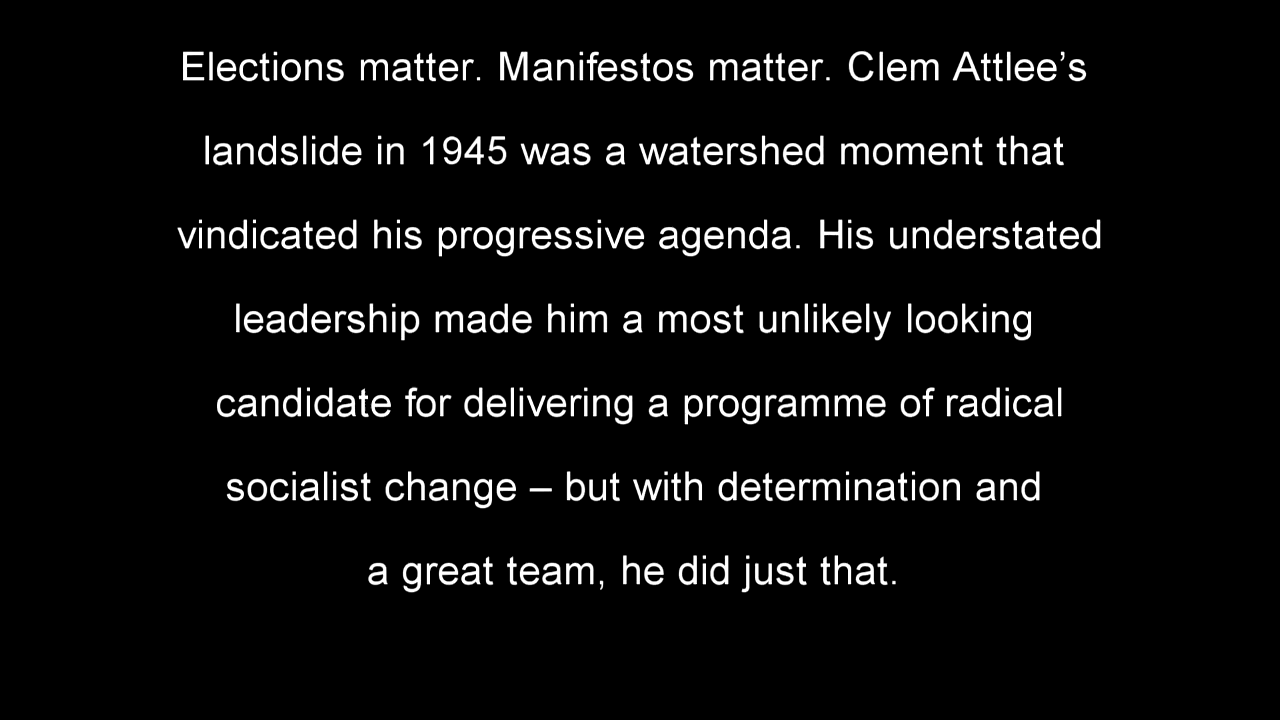 Elections matter. Manifestos matter. Clem Attlee’s
landslide in 1945 was a watershed moment that
vindicated his progressive agenda. His understated
leadership made him a most unlikely looking
candidate for delivering a programme of radical
socialist change – but with determination and
a great team, he did just that.